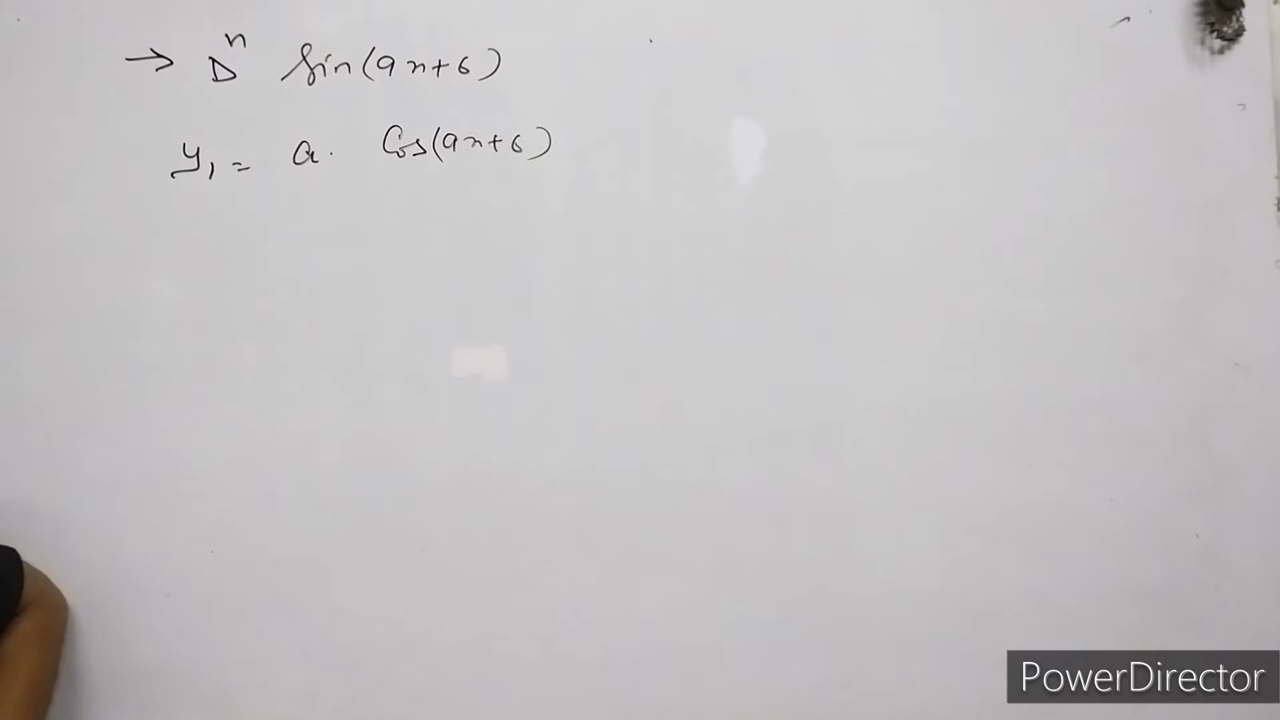 → Dⁿ Sin(ax+b)
y₁ = a. Cos(ax+b)
PowerDirector